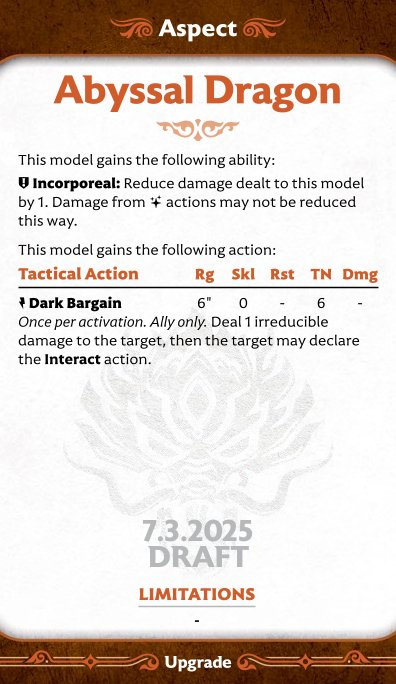 Aspect
Abyssal Dragon
This model gains the following ability:
Incorporeal: Reduce damage dealt to this model
by 1. Damage from actions may not be reduced
this way.
This model gains the following action:
Tactical Action Rg Skl Rst TN Dmg
Dark Bargain 6" 0 - 6 -
Once per activation. Ally only. Deal 1 irreducible
damage to the target, then the target may declare
the Interact action.
7.3.2025
DRAFT
LIMITATIONS
-
Upgrade